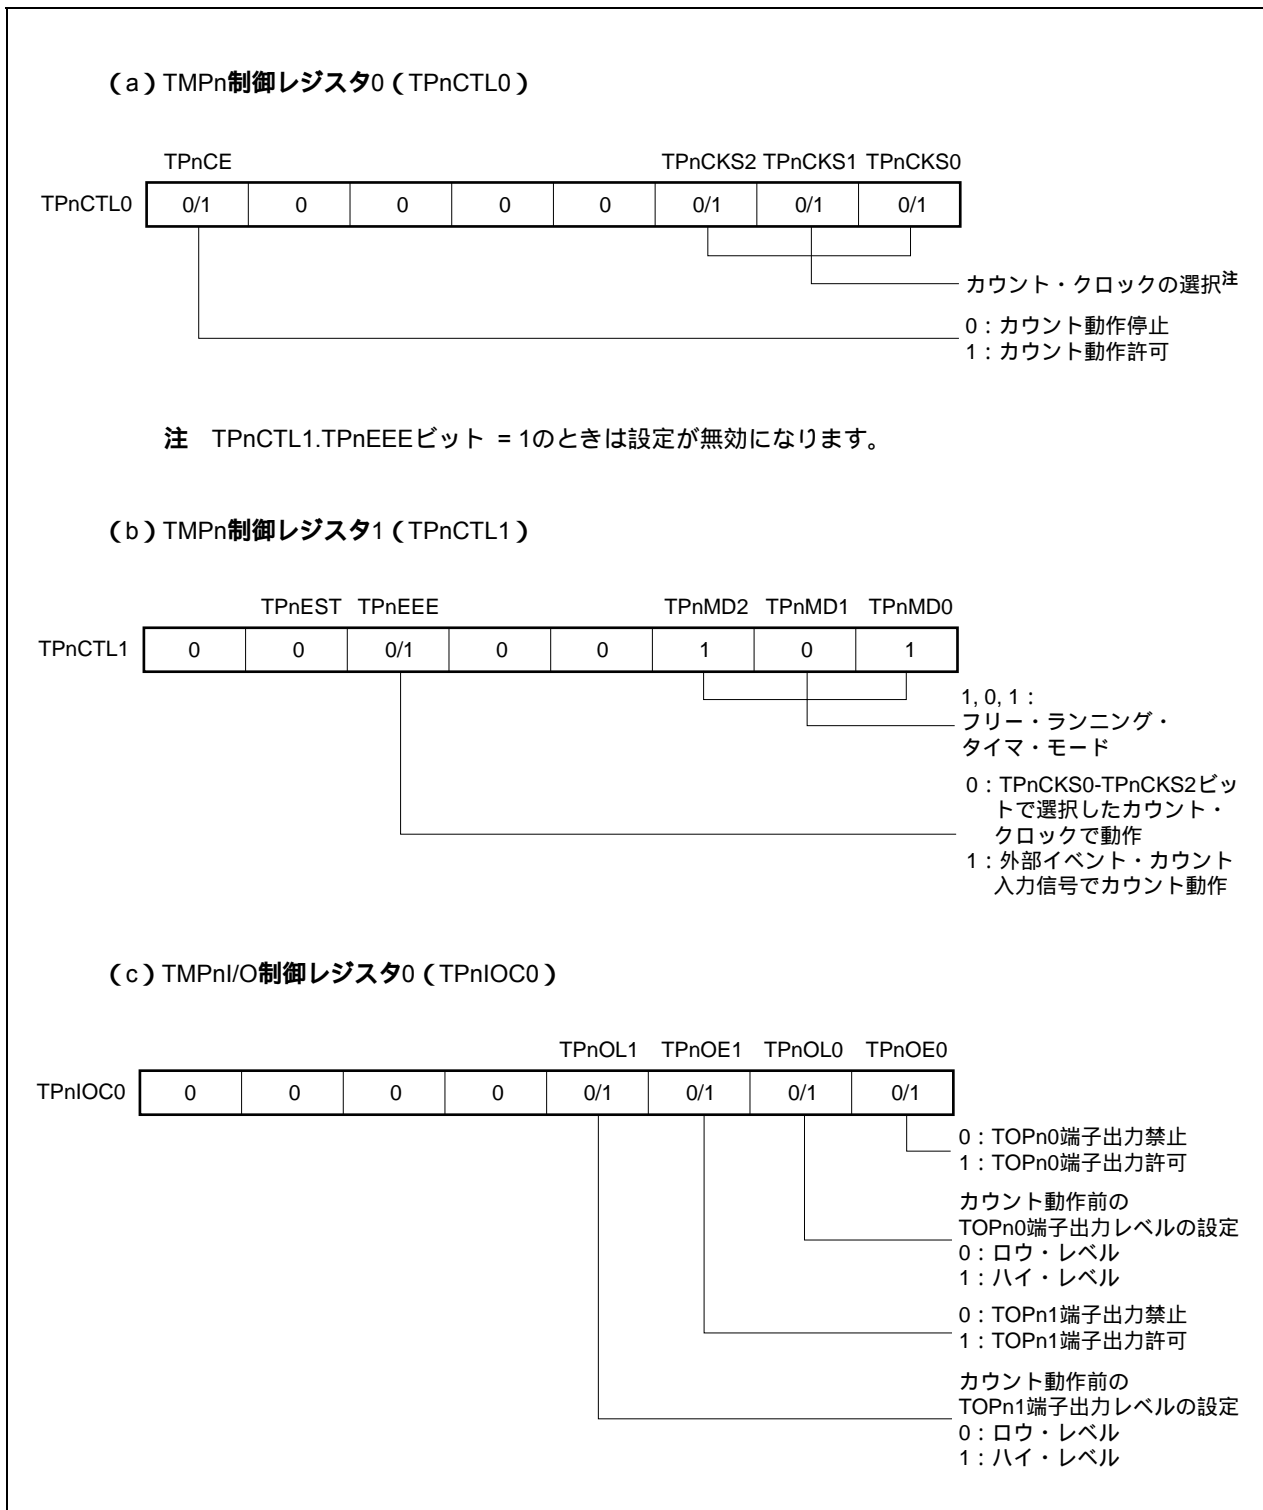 （a）TMPn制御レジスタ0（TPnCTL0）
TPnCE TPnCKS2 TPnCKS1 TPnCKS0
TPnCTL0 0/1 0 0 0 0 0/1 0/1 0/1
カウント・クロックの選択注
0：カウント動作停止
1：カウント動作許可
注 TPnCTL1.TPnEEEビット = 1のときは設定が無効になります。
（b）TMPn制御レジスタ1（TPnCTL1）
TPnEST TPnEEE TPnMD2 TPnMD1 TPnMD0
TPnCTL1 0 0 0/1 0 0 1 0 1
1, 0, 1：
フリー・ランニング・
タイマ・モード
0：TPnCKS0-TPnCKS2ビッ
トで選択したカウント・
クロックで動作
1：外部イベント・カウント
入力信号でカウント動作
（c）TMPnI/O制御レジスタ0（TPnIOC0）
TPnOL1 TPnOE1 TPnOL0 TPnOE0
TPnIOC0 0 0 0 0 0/1 0/1 0/1 0/1
0：TOPn0端子出力禁止
1：TOPn0端子出力許可
カウント動作前の
TOPn0端子出力レベルの設定
0：ロウ・レベル
1：ハイ・レベル
0：TOPn1端子出力禁止
1：TOPn1端子出力許可
カウント動作前の
TOPn1端子出力レベルの設定
0：ロウ・レベル
1：ハイ・レベル